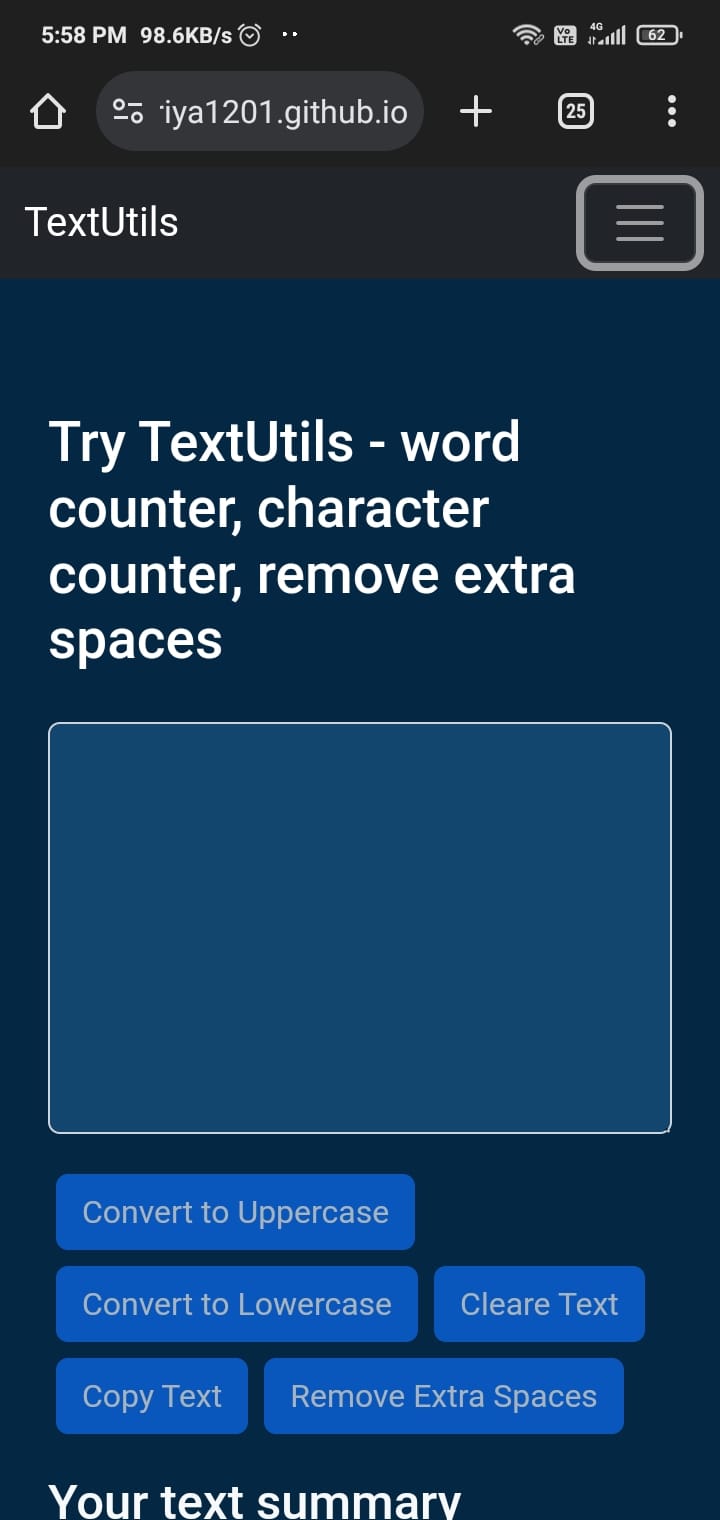 5:58 PM 98.6KB/s
Vo LTE 4G 62
iya1201.github.io 25
TextUtils
Try TextUtils - word
counter, character
counter, remove extra
spaces
Convert to Uppercase
Convert to Lowercase Cleare Text
Copy Text Remove Extra Spaces
Your text summary